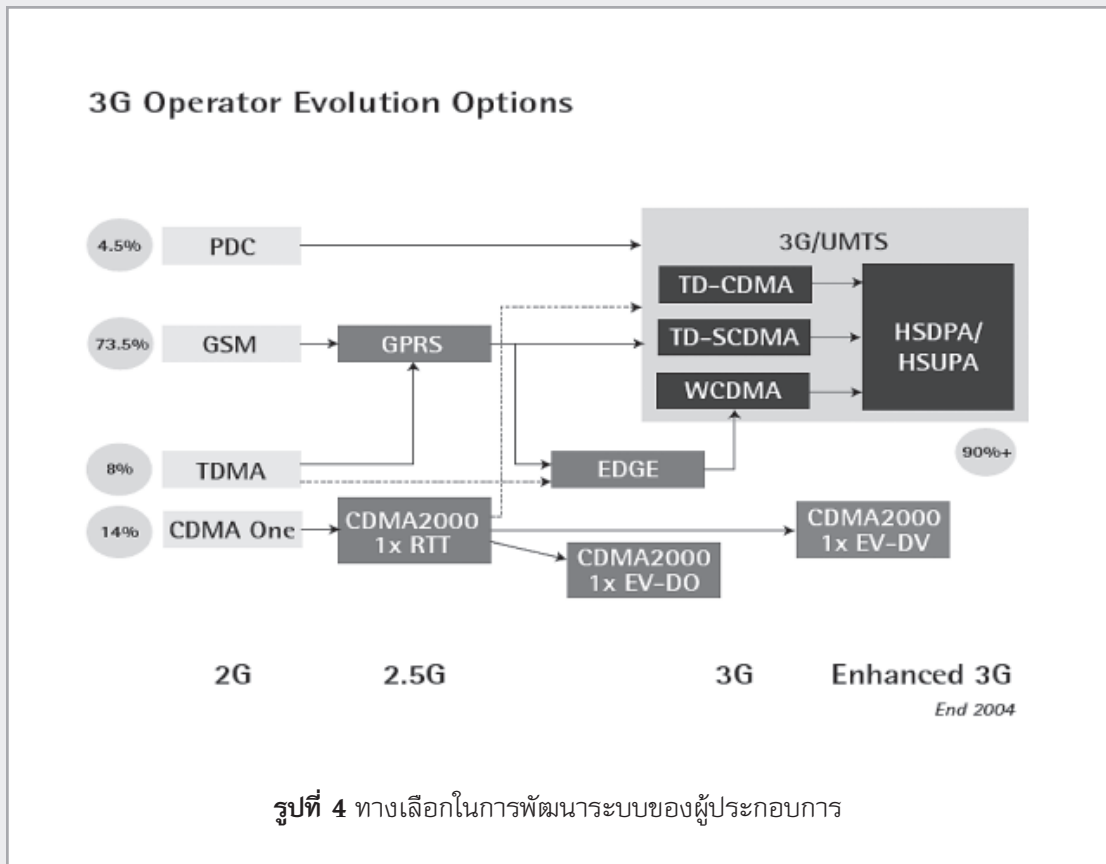 3G Operator Evolution Options
4.5%
PDC
3G/UMTS
TD-CDMA
73.5%
GSM
GPRS
TD-SCDMA
HSDPA/
HSUPA
WCDMA
8%
TDMA
EDGE
90%+
14%
CDMA One
CDMA2000
1x RTT
CDMA2000
1x EV-DO
CDMA2000
1x EV-DV
2G
2.5G
3G
Enhanced 3G
End 2004
รูปที่ 4 ทางเลือกในการพัฒนาระบบของผู้ประกอบการ